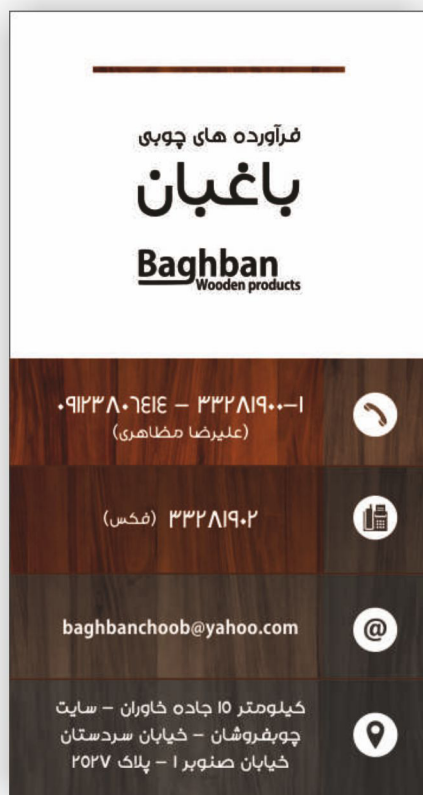 فرآورده های چوبی
باغبان
Baghban
Wooden products
۳۳۲۸۱۹۰۰-۱ – ۰۹۱۲۳۸۰۶۴۱۴
(علیرضا مظاهری)
۳۳۲۸۱۹۰۲ (فکس)
baghbanchoob@yahoo.com
کیلومتر ۱۵ جاده خاوران – سایت
چوبفروشان – خیابان سردستان
خیابان صنوبر ۱ – پلاک ۲۵۲۷